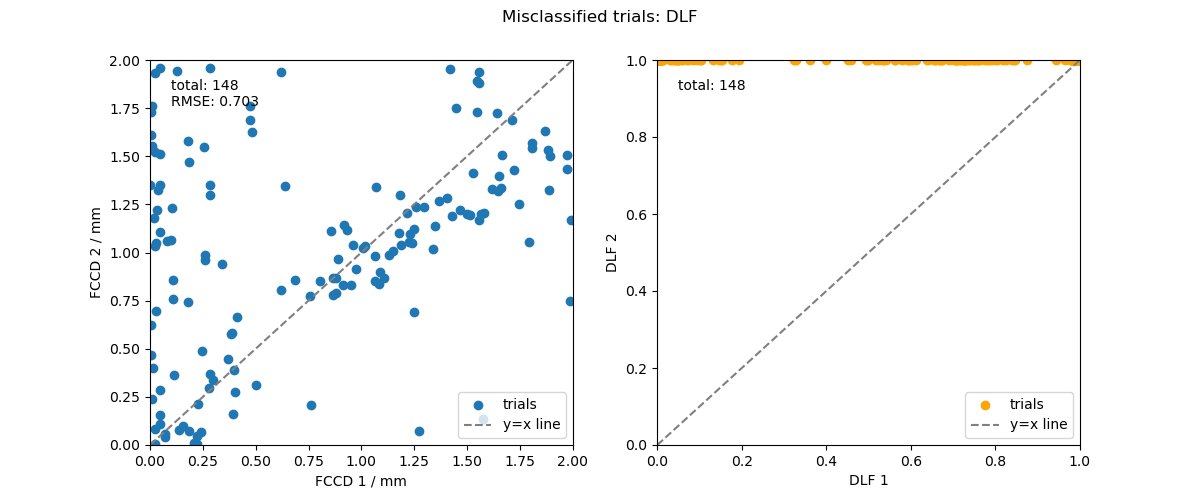 Misclassified trials: DLF
2.00
1.75
1.50
1.25
1.00
0.75
0.50
0.25
0.00
FCCD 2 / mm
total: 148
RMSE: 0.703
trials
y=x line
0.00 0.25 0.50 0.75 1.00 1.25 1.50 1.75 2.00
FCCD 1 / mm
1.0
0.8
0.6
0.4
0.2
0.0
DLF 2
total: 148
trials
y=x line
0.0 0.2 0.4 0.6 0.8 1.0
DLF 1